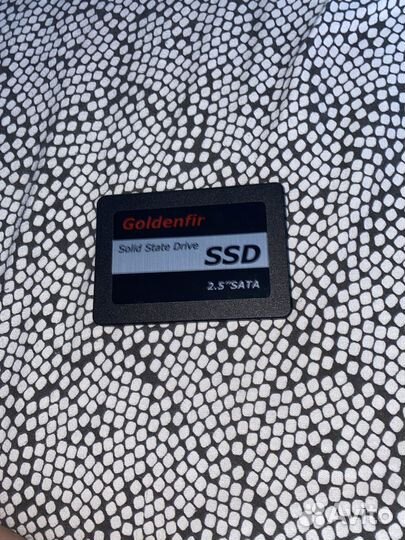 Goldenfir
Solid State Drive
SSD
2.5"SATA
Avito